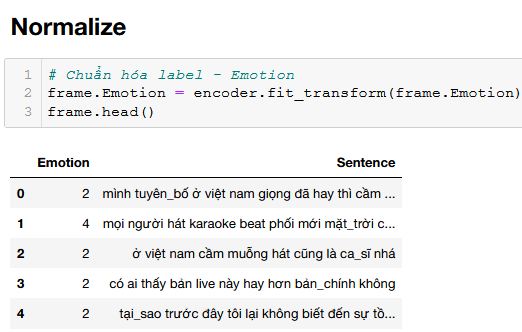 Normalize
1 # Chuẩn hóa label - Emotion
2 frame.Emotion = encoder.fit_transform(frame.Emotion)
3 frame.head()
Emotion Sentence
0 2 mình tuyên_bố ở việt nam giọng đã hay thì cầm ...
1 4 mọi người hát karaoke beat phối mới mặt_trời c...
2 2 ở việt nam cầm muỗng hát cũng là ca_sĩ nhá
3 2 có ai thấy bản live này hay hơn bản_chính không
4 2 tại_sao trước đây tôi lại không biết đến sự tồ...